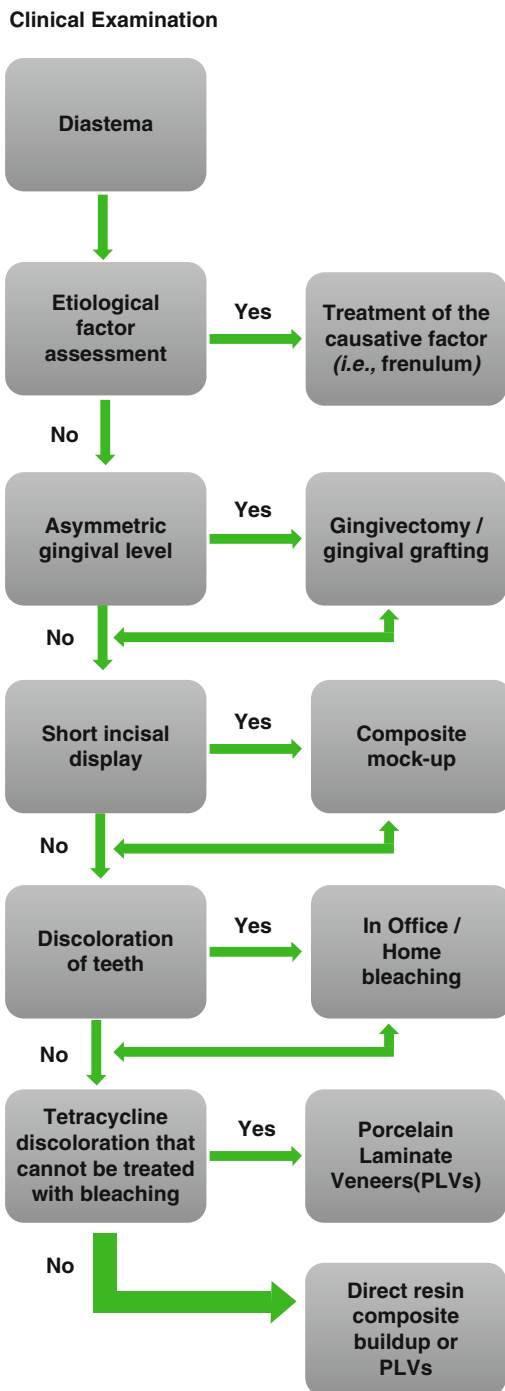 Clinical Examination
Diastema
Etiological
factor
assessment
Yes
Treatment of the
causative factor
(i.e., frenulum)
No
Asymmetric
gingival level
Yes
Gingivectomy /
gingival grafting
No
Short incisal
display
Yes
Composite
mock-up
No
Discoloration
of teeth
Yes
In Office /
Home
bleaching
No
Tetracycline
discoloration that
cannot be treated
with bleaching
Yes
Porcelain
Laminate
Veneers(PLVs)
No
Direct resin
composite
buildup or
PLVs